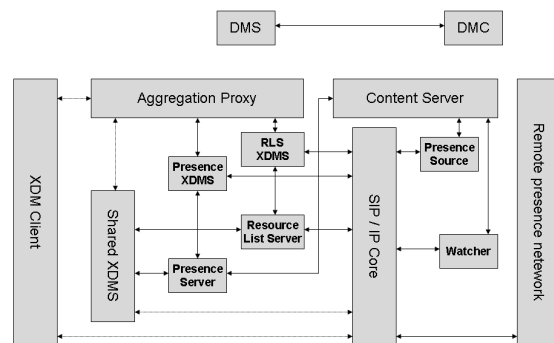 DMS
DMC
Aggregation Proxy
Content Server
XDM Client
Shared XDMS
Presence
XDMS
RLS
XDMS
Resource
List Server
Presence
Server
SIP / IP Core
Presence
Source
Watcher
Remote presence netework